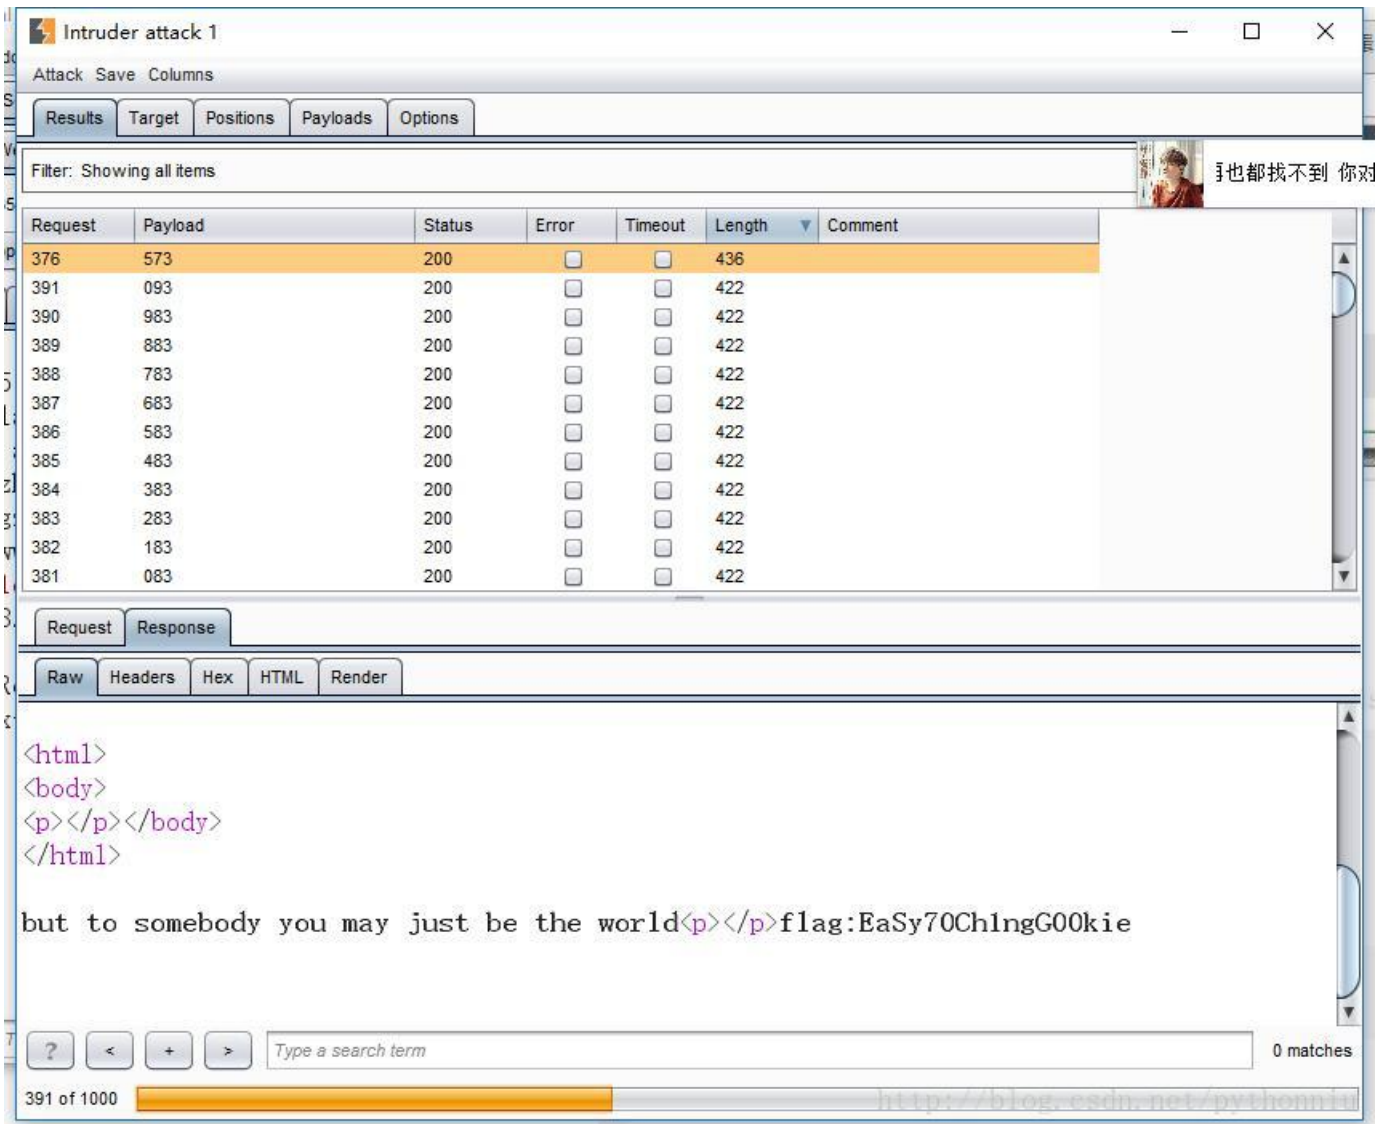 Intruder attack 1
Attack Save Columns
Results Target Positions Payloads Options
Filter: Showing all items
也都找不到 你对
Request Payload Status Error Timeout Length Comment
376 573 200 436
391 093 200 422
390 983 200 422
389 883 200 422
388 783 200 422
387 683 200 422
386 583 200 422
385 483 200 422
384 383 200 422
383 283 200 422
382 183 200 422
381 083 200 422
Request Response
Raw Headers Hex HTML Render
<html>
<body>
<p></p></body>
</html>
but to somebody you may just be the world<p></p>flag:EaSy70Ch1ngG00kie
? < + > Type a search term 0 matches
391 of 1000
http://blog.csdn.net/pythonniu